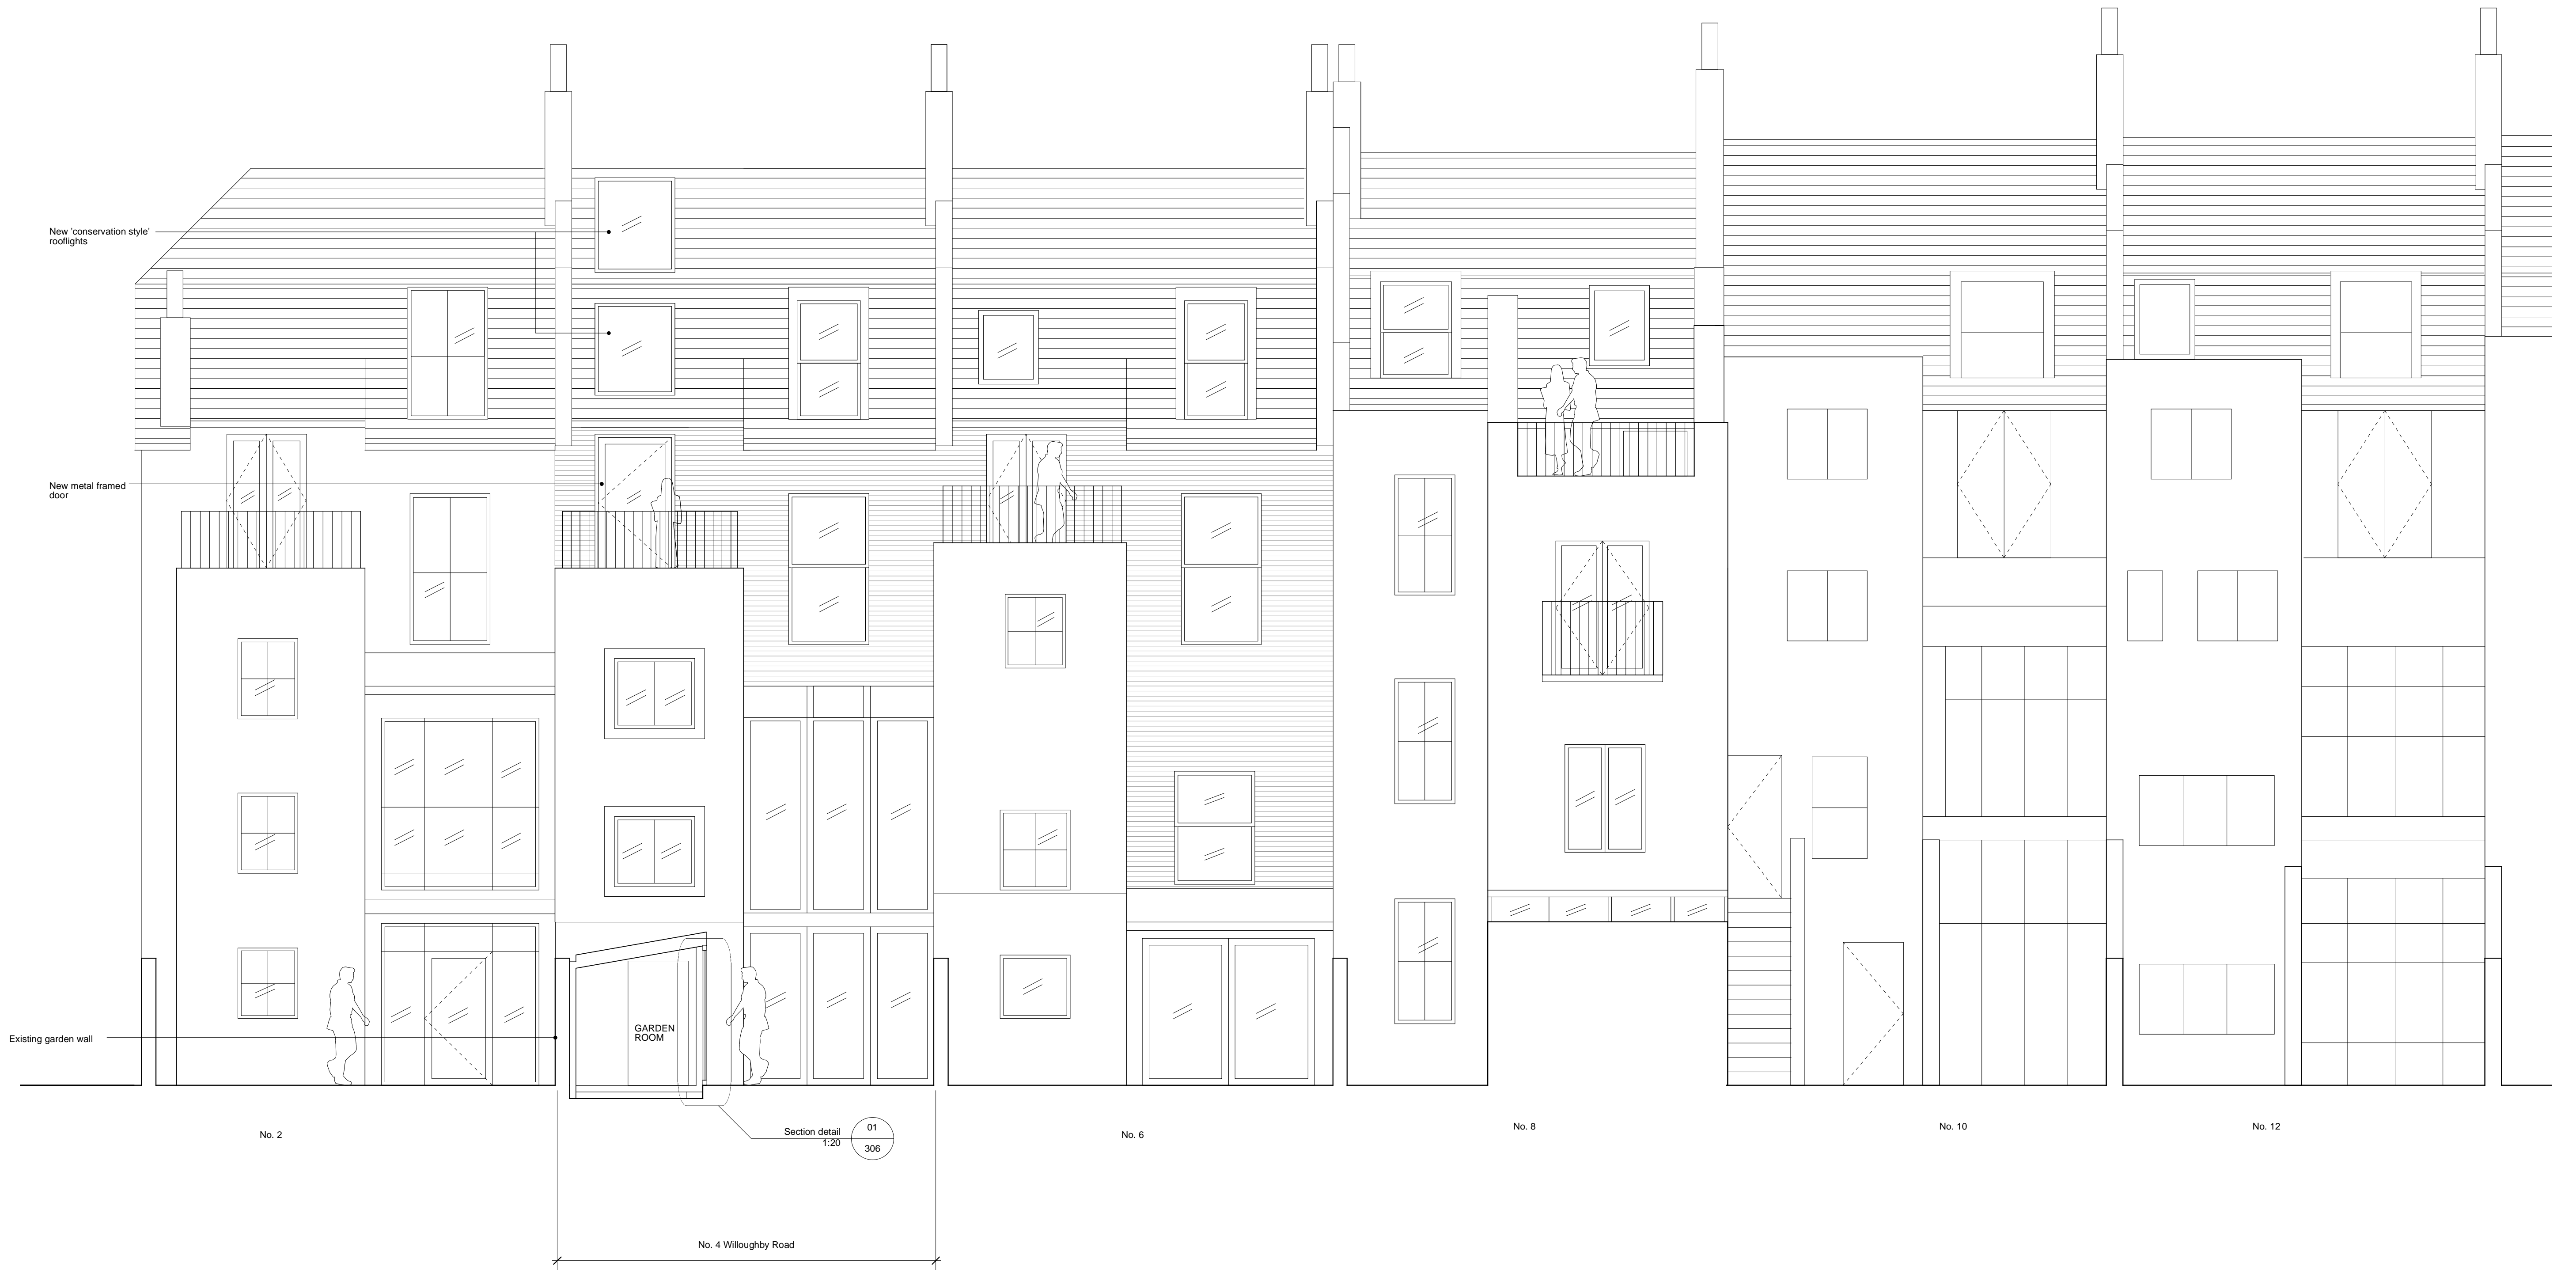 New 'conservation style'
rooflights
New metal framed
door
GARDEN
ROOM
Existing garden wall
No. 2
Section detail
1:20
01
306
No. 6
No. 8
No. 10
No. 12
No. 4 Willoughby Road